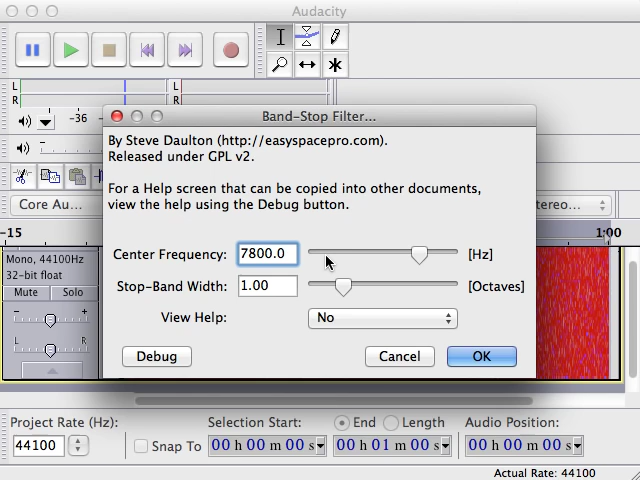 Audacity
L
R
L
R
-36
Band-Stop Filter...
By Steve Daulton (http://easyspacepro.com).
Released under GPL v2.
For a Help screen that can be copied into other documents,
view the help using the Debug button.
Core Au...
tereo...
-15
1:00
Center Frequency: 7800.0 [Hz]
Stop-Band Width: 1.00 [Octaves]
View Help: No
Debug Cancel OK
Mono, 44100Hz
32-bit float
Mute Solo
- +
L R
Project Rate (Hz): Selection Start: End Length Audio Position:
44100 Snap To 00 h 00 m 00 s 00 h 01 m 00 s 00 h 00 m 00 s
Actual Rate: 44100